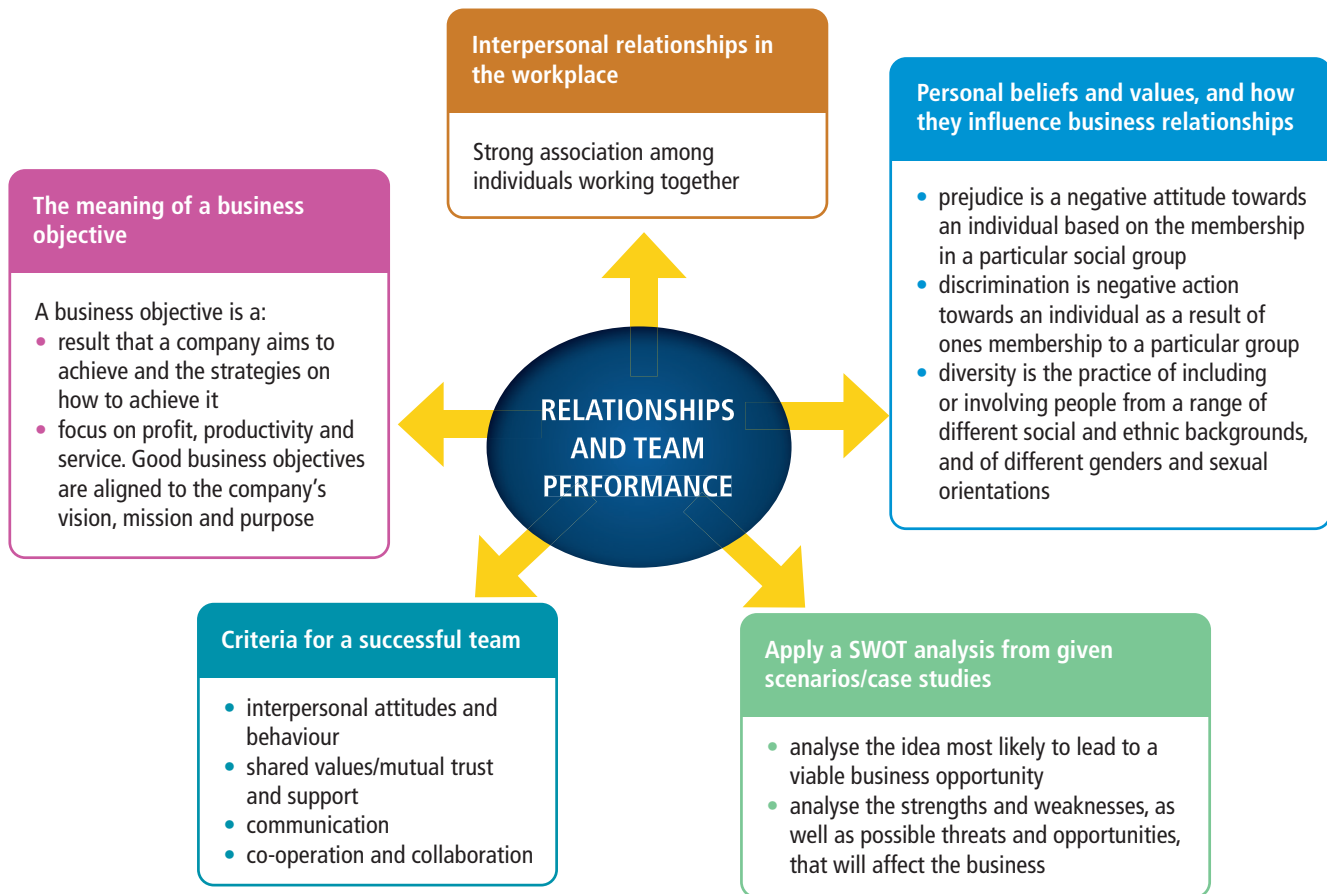 Interpersonal relationships in
the workplace
Strong association among
individuals working together
Personal beliefs and values, and how
they influence business relationships
• prejudice is a negative attitude towards
an individual based on the membership
in a particular social group
• discrimination is negative action
towards an individual as a result of
ones membership to a particular group
• diversity is the practice of including
or involving people from a range of
different social and ethnic backgrounds,
and of different genders and sexual
orientations
The meaning of a business
objective
A business objective is a:
• result that a company aims to
achieve and the strategies on
how to achieve it
• focus on profit, productivity and
service. Good business objectives
are aligned to the company's
vision, mission and purpose
RELATIONSHIPS
AND TEAM
PERFORMANCE
Criteria for a successful team
• interpersonal attitudes and
behaviour
• shared values/mutual trust
and support
• communication
• co-operation and collaboration
Apply a SWOT analysis from given
scenarios/case studies
• analyse the idea most likely to lead to a
viable business opportunity
• analyse the strengths and weaknesses, as
well as possible threats and opportunities,
that will affect the business